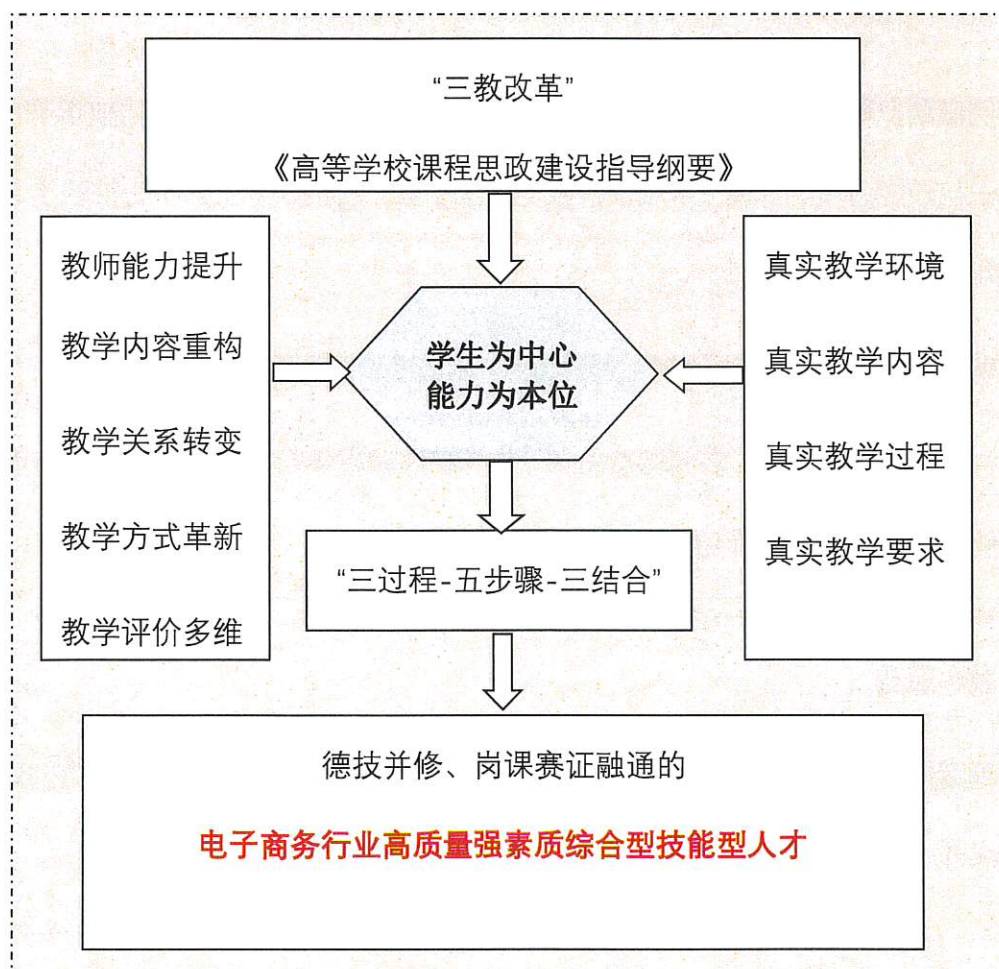 “三教改革”
《高等学校课程思政建设指导纲要》
教师能力提升
教学内容重构
教学关系转变
教学方式革新
教学评价多维
学生为中心
能力为本位
真实教学环境
真实教学内容
真实教学过程
真实教学要求
“三过程-五步骤-三结合”
德技并修、岗课赛证融通的
电子商务行业高质量强素质综合型技能型人才